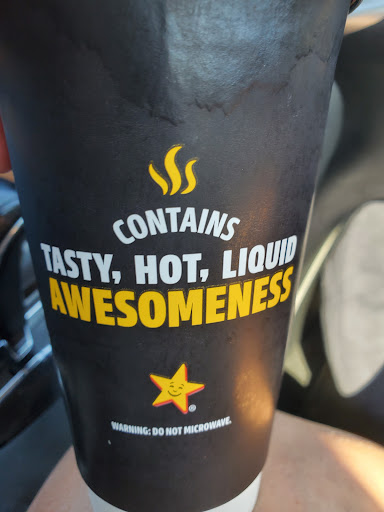 CONTAINS
TASTY, HOT, LIQUID
AWESOMENESS
®
WARNING: DO NOT MICROWAVE.